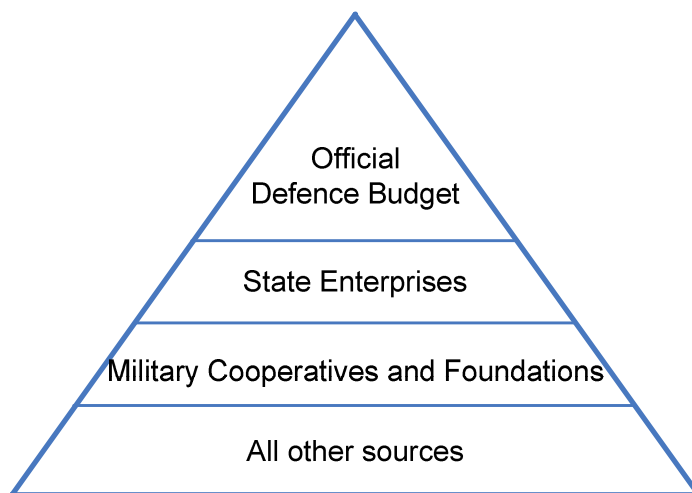 Official
Defence Budget
State Enterprises
Military Cooperatives and Foundations
All other sources